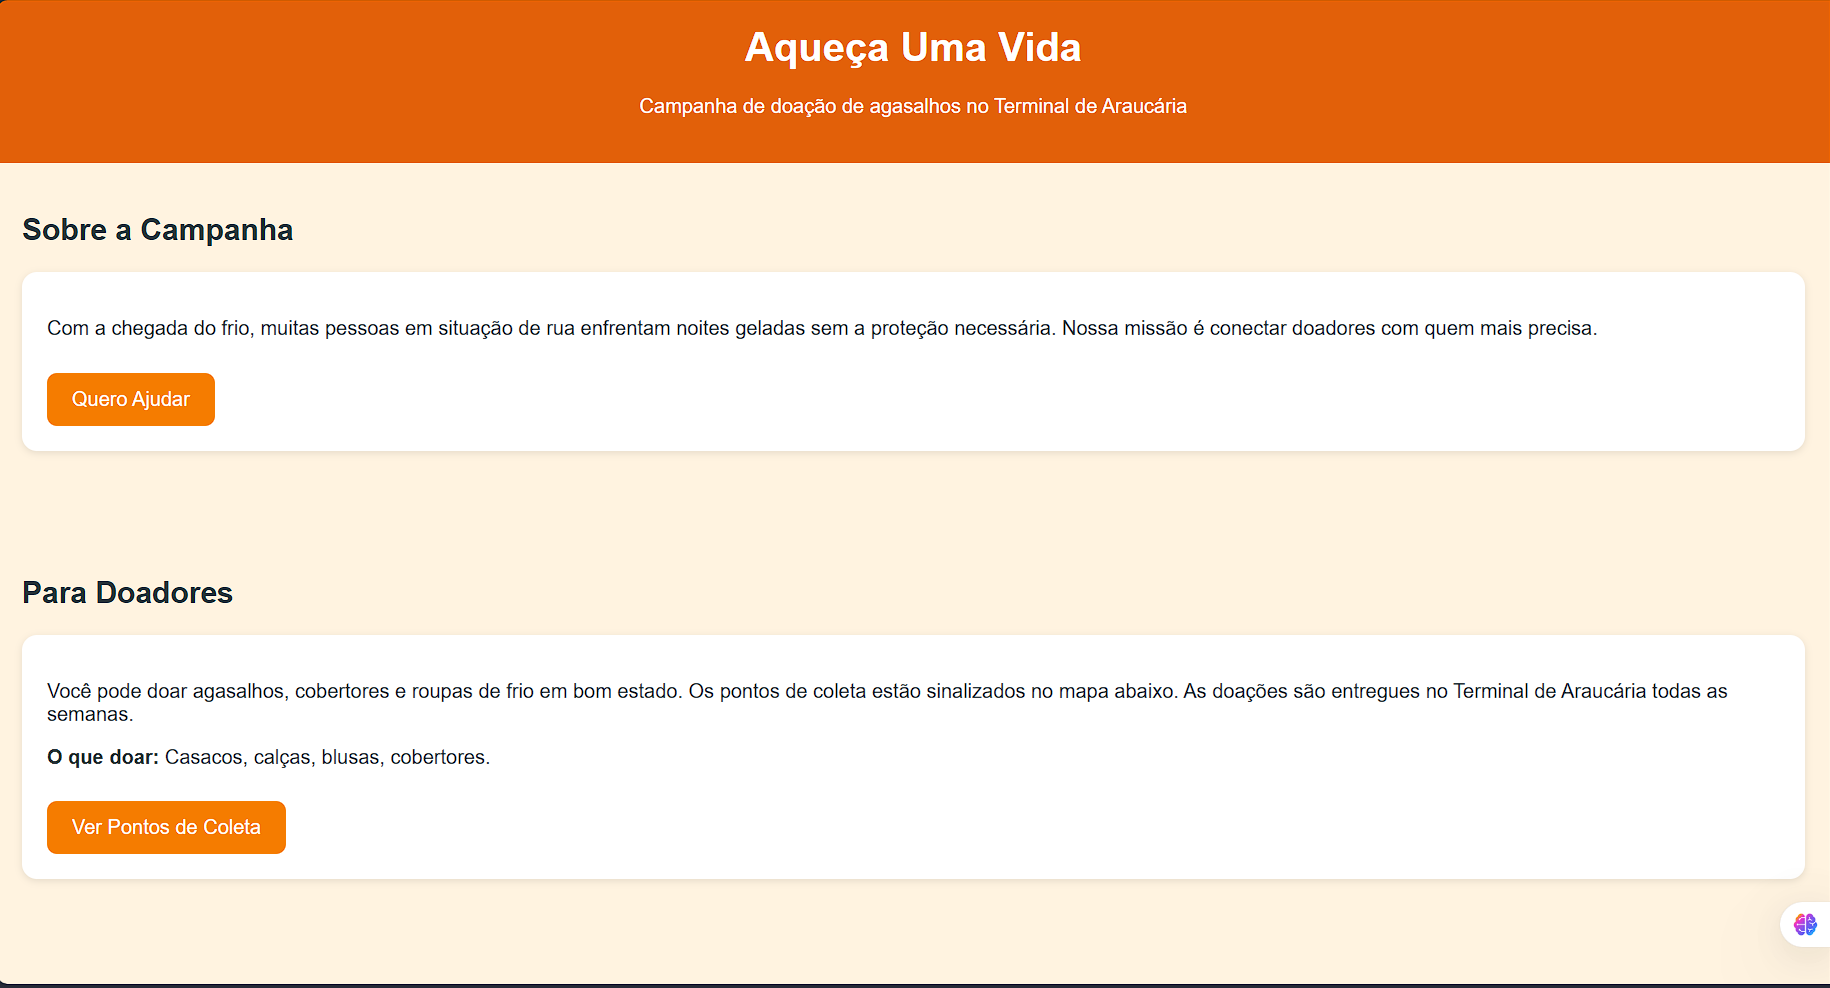 Aqueça Uma Vida
Campanha de doação de agasalhos no Terminal de Araucária
Sobre a Campanha
Com a chegada do frio, muitas pessoas em situação de rua enfrentam noites geladas sem a proteção necessária. Nossa missão é conectar doadores com quem mais precisa.
Quero Ajudar
Para Doadores
Você pode doar agasalhos, cobertores e roupas de frio em bom estado. Os pontos de coleta estão sinalizados no mapa abaixo. As doações são entregues no Terminal de Araucária todas as
semanas.
O que doar: Casacos, calças, blusas, cobertores.
Ver Pontos de Coleta